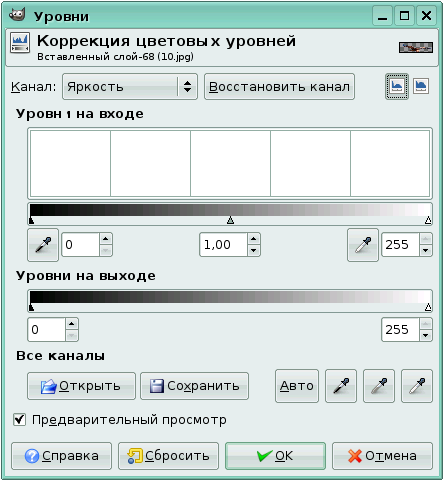 Уровни
Коррекция цветовых уровней
Вставленный слой-68 (10.jpg)
Канал: Яркость Восстановить канал
Уровни на входе
0 1,00 255
Уровни на выходе
0 255
Все каналы
Открыть Сохранить Авто
Предварительный просмотр
Справка Сбросить OK Отмена